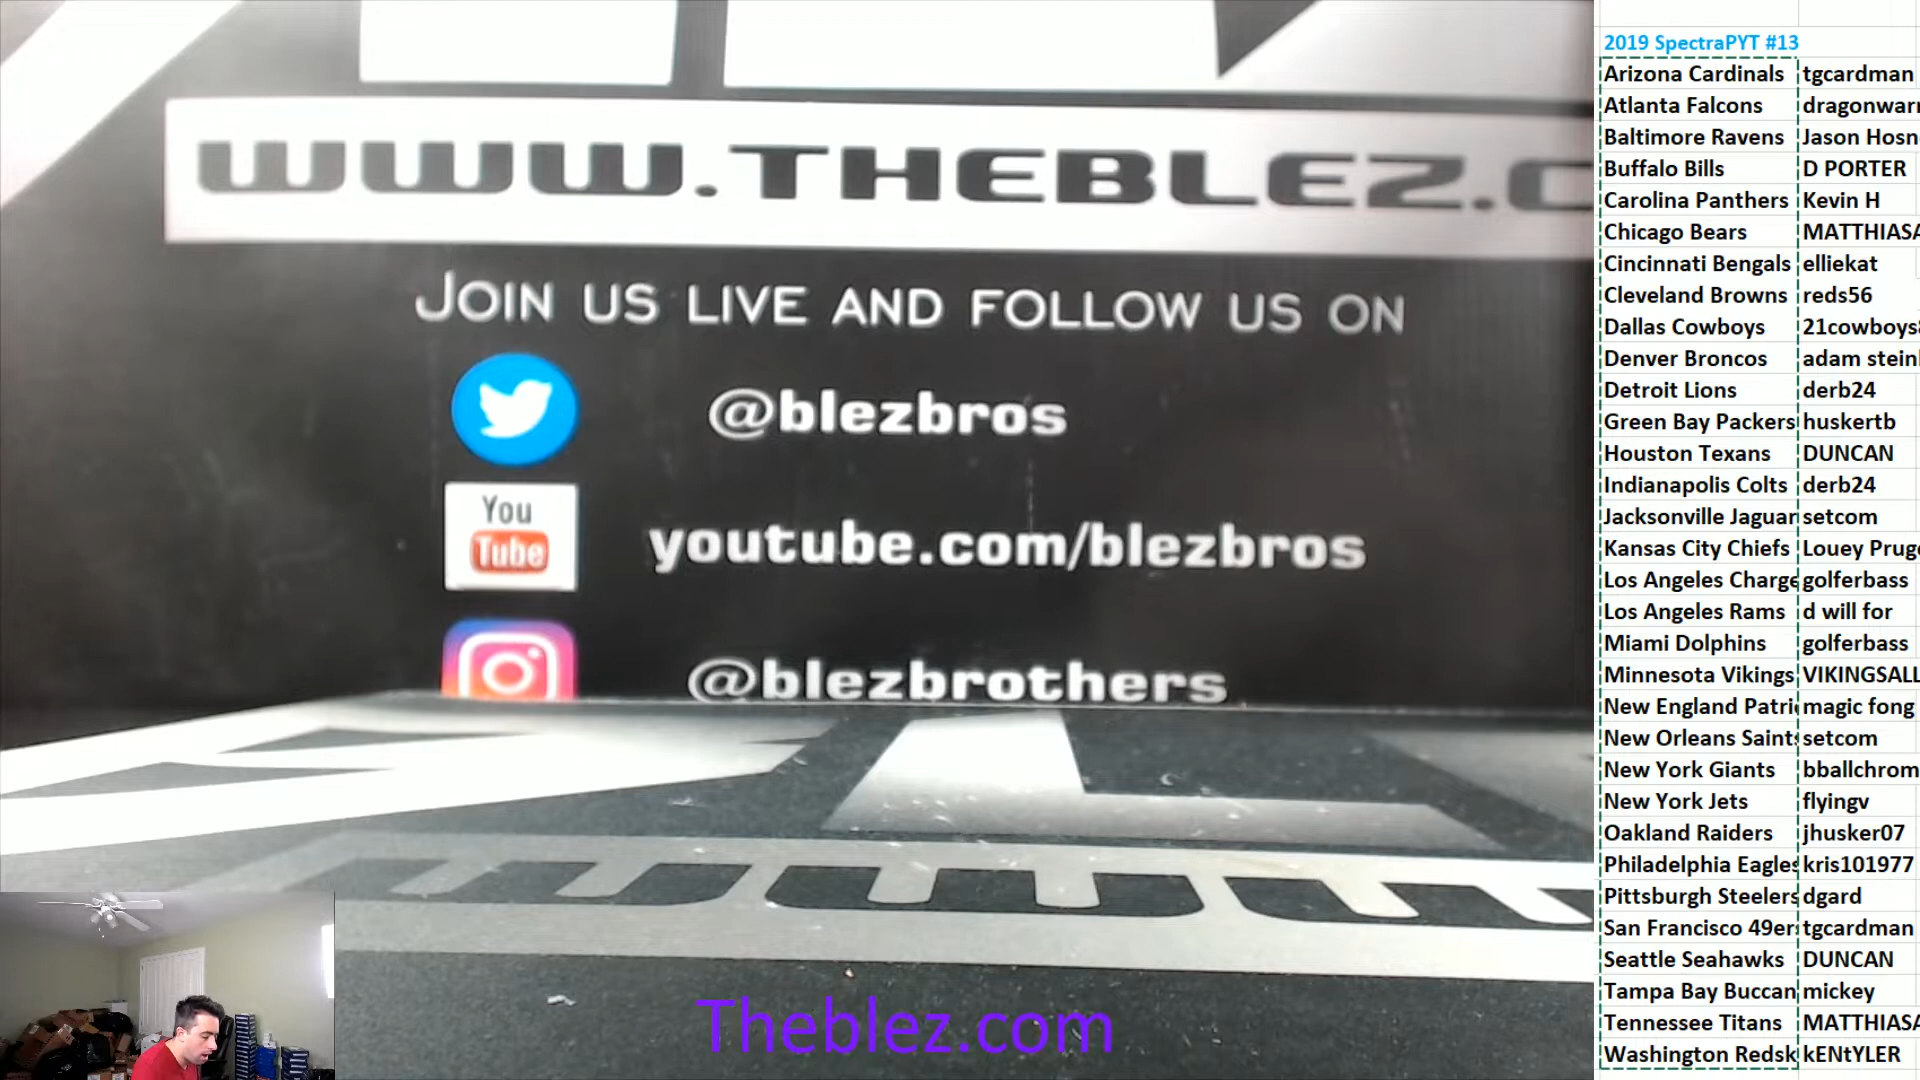 WWW.THEBLEZ.C
JOIN US LIVE AND FOLLOW US ON
@blezbros
You
Tube
youtube.com/blezbros
@blezbrothers
Theblez.com
2019 SpectraPYT #13
Arizona Cardinals tgcardman
Atlanta Falcons dragonwarr
Baltimore Ravens Jason Hosn
Buffalo Bills D PORTER
Carolina Panthers Kevin H
Chicago Bears MATTHIASA
Cincinnati Bengals elliekat
Cleveland Browns reds56
Dallas Cowboys 21cowboys8
Denver Broncos adam steinl
Detroit Lions derb24
Green Bay Packers huskertb
Houston Texans DUNCAN
Indianapolis Colts derb24
Jacksonville Jaguar setcom
Kansas City Chiefs Louey Pruge
Los Angeles Charge golferbass
Los Angeles Rams d will for
Miami Dolphins golferbass
Minnesota Vikings VIKINGSALL
New England Patri magic fong
New Orleans Saints setcom
New York Giants bballchrom
New York Jets flyingv
Oakland Raiders jhusker07
Philadelphia Eagles kris101977
Pittsburgh Steelers dgard
San Francisco 49er tgcardman
Seattle Seahawks DUNCAN
Tampa Bay Buccan mickey
Tennessee Titans MATTHIASA
Washington Redsk kENtYLER